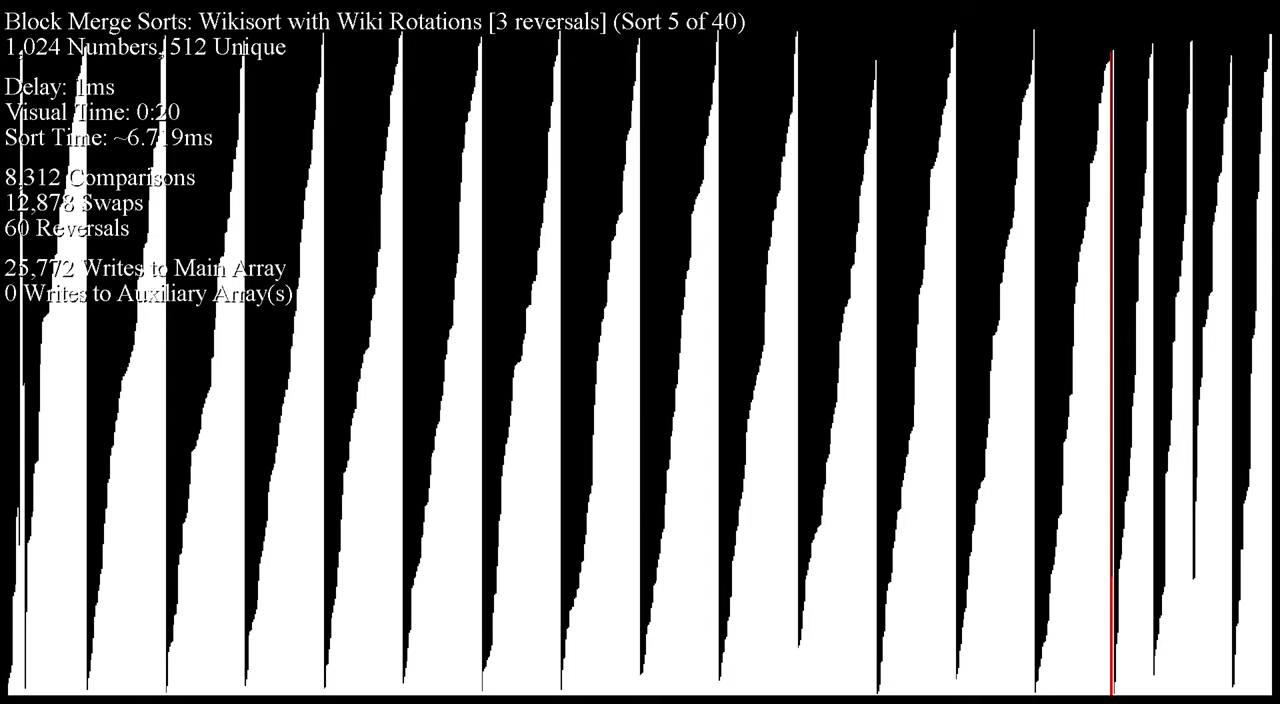 Block Merge Sorts: Wikisort with Wiki Rotations [3 reversals] (Sort 5 of 40)
1,024 Numbers, 512 Unique
Delay: 1ms
Visual Time: 0:20
Sort Time: ~6.719ms
8,312 Comparisons
12,878 Swaps
60 Reversals
25,772 Writes to Main Array
0 Writes to Auxiliary Array(s)